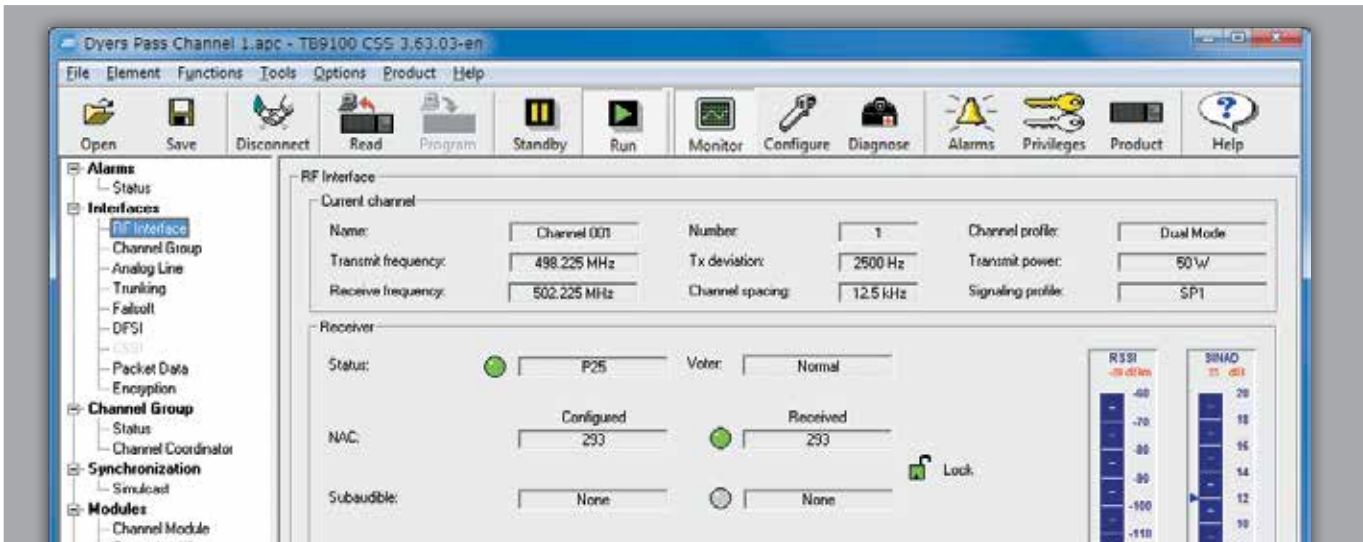 Dyers Pass Channel 1.apc - TB9100 CSS 3.63.03-en
File Element Functions Tools Options Product Help
Open Save Disconnect Read Program Standby Run Monitor Configure Diagnose Alarms Privileges Product Help
Alarms
Status
Interfaces
RF Interface
Channel Group
Analog Line
Trunking
Failsoft
DFSI
CSSI
Packet Data
Encryption
Channel Group
Status
Channel Coordinator
Synchronization
Simulcast
Modules
Channel Module
RF Interface
Current channel
Name: Channel 001 Number: 1 Channel profile: Dual Mode
Transmit frequency: 498.225 MHz Tx deviation: 2500 Hz Transmit power: 50 W
Receive frequency: 502.225 MHz Channel spacing: 12.5 kHz Signaling profile: SP1
Receiver
Status: P25 Voter: Normal
Configured Received
NAC: 293 293
Lock
Subaudible: None None
RSSI
dBm
-60
-70
-80
-90
-100
-110
SINAD
dB
20
18
16
14
12
10